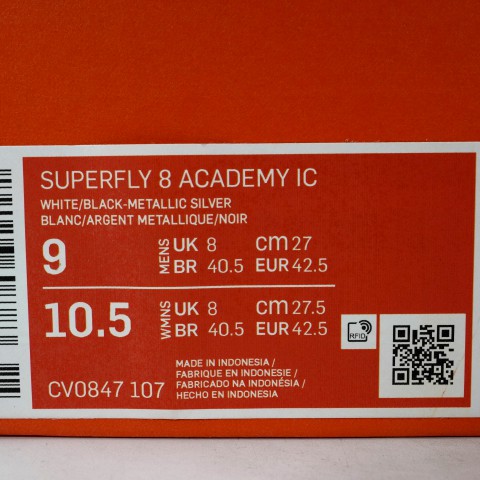 SUPERFLY 8 ACADEMY IC
WHITE/BLACK-METALLIC SILVER
BLANC/ARGENT METALLIQUE/NOIR
9 MENS UK 8 cm 27
BR 40.5 EUR 42.5
10.5 WMNS UK 8 cm 27.5
BR 40.5 EUR 42.5
RFID
MADE IN INDONESIA /
FABRIQUE EN INDONESIE /
FABRICADO NA INDONÉSIA /
HECHO EN INDONESIA
CV0847 107